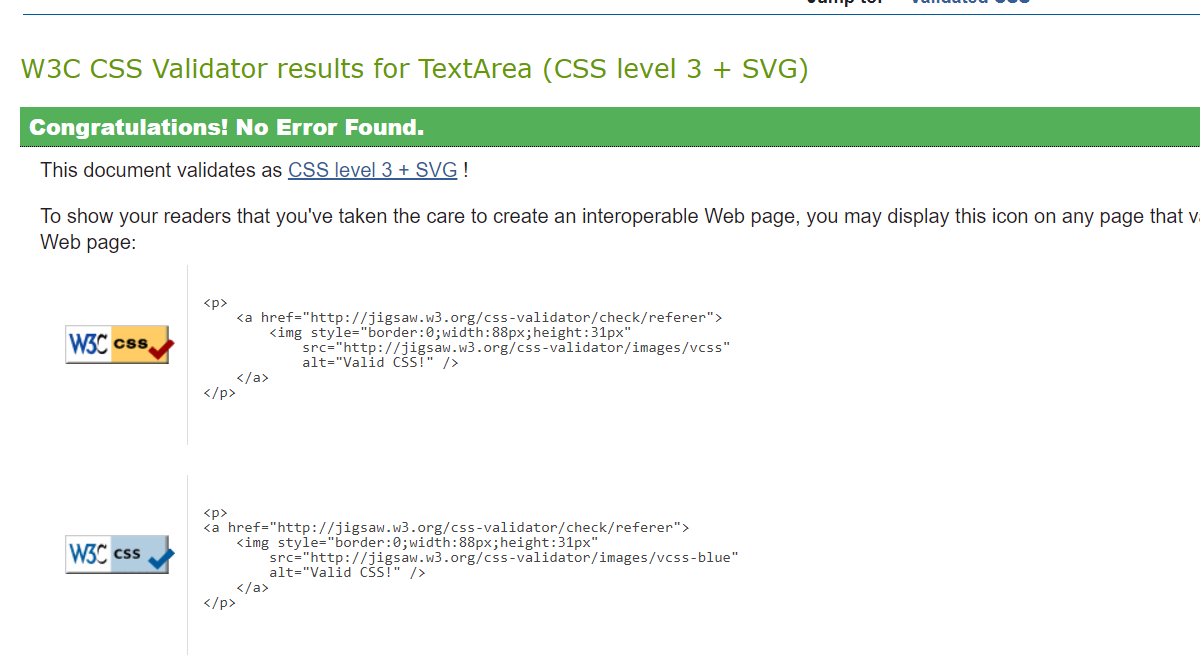 Jump to: Validated CSS
W3C CSS Validator results for TextArea (CSS level 3 + SVG)
Congratulations! No Error Found.
This document validates as CSS level 3 + SVG !
To show your readers that you've taken the care to create an interoperable Web page, you may display this icon on any page that
Web page:
W3C css
<p>
<a href="http://jigsaw.w3.org/css-validator/check/referer">
<img style="border:0;width:88px;height:31px"
src="http://jigsaw.w3.org/css-validator/images/vcss"
alt="Valid CSS!" />
</a>
</p>
W3C css
<p>
<a href="http://jigsaw.w3.org/css-validator/check/referer">
<img style="border:0;width:88px;height:31px"
src="http://jigsaw.w3.org/css-validator/images/vcss-blue"
alt="Valid CSS!" />
</a>
</p>